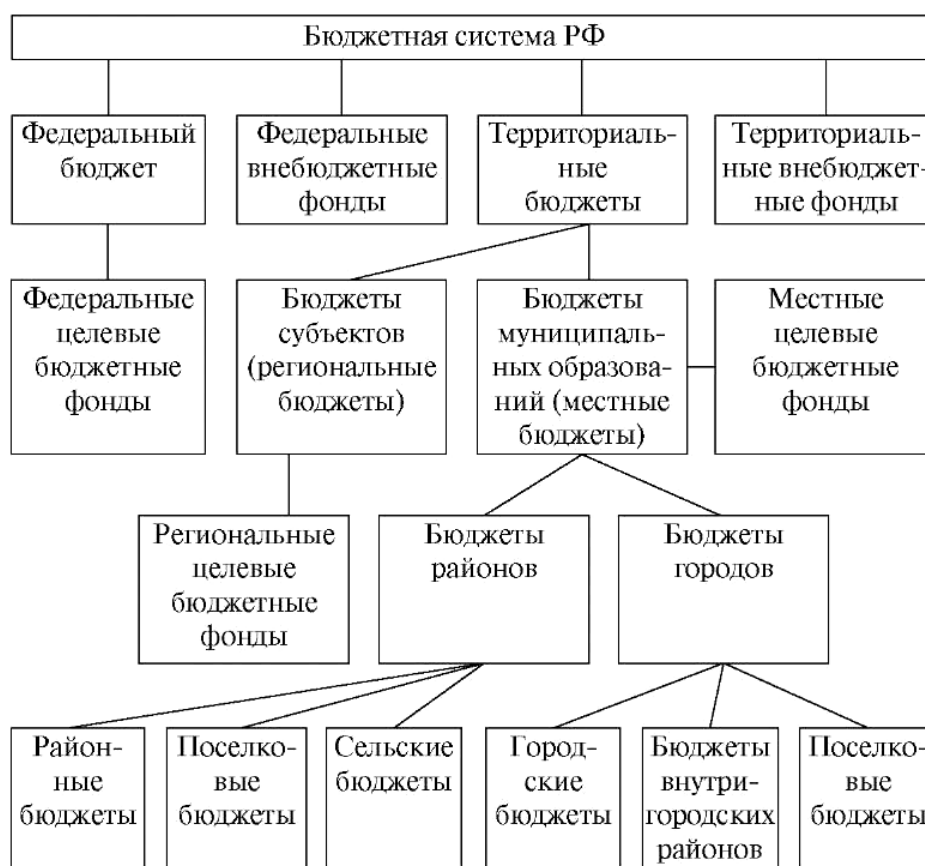 Бюджетная система РФ
Федеральный
бюджет
Федеральные
внебюджетные
фонды
Территориаль-
ные
бюджеты
Территориаль-
ные внебюджет-
ные фонды
Федеральные
целевые
бюджетные
фонды
Бюджеты
субъектов
(региональные
бюджеты)
Бюджеты
муниципаль-
ных образова-
ний (местные
бюджеты)
Местные
целевые
бюджетные
фонды
Региональные
целевые
бюджетные
фонды
Бюджеты
районов
Бюджеты
городов
Район-
ные
бюджеты
Поселко-
вые
бюджеты
Сельские
бюджеты
Город-
ские
бюджеты
Бюджеты
внутри-
городских
районов
Поселко-
вые
бюджеты